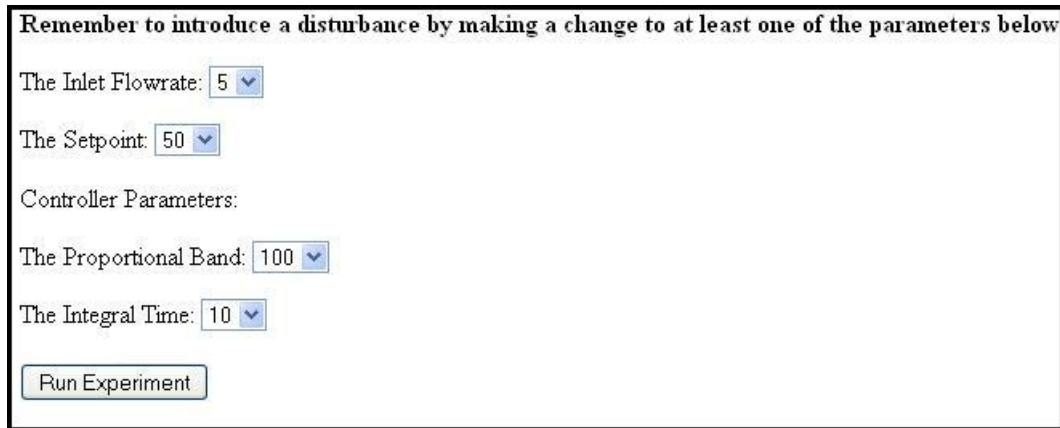 Remember to introduce a disturbance by making a change to at least one of the parameters below
The Inlet Flowrate: 5
The Setpoint: 50
Controller Parameters:
The Proportional Band: 100
The Integral Time: 10
Run Experiment